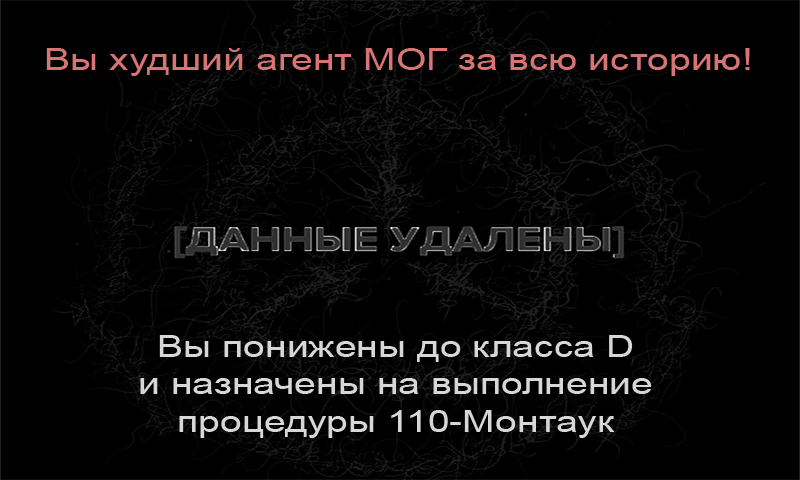 Вы худший агент МОГ за всю историю!
[ДАННЫЕ УДАЛЕНЫ]
Вы понижены до класса D
и назначены на выполнение
процедуры 110-Монтаук